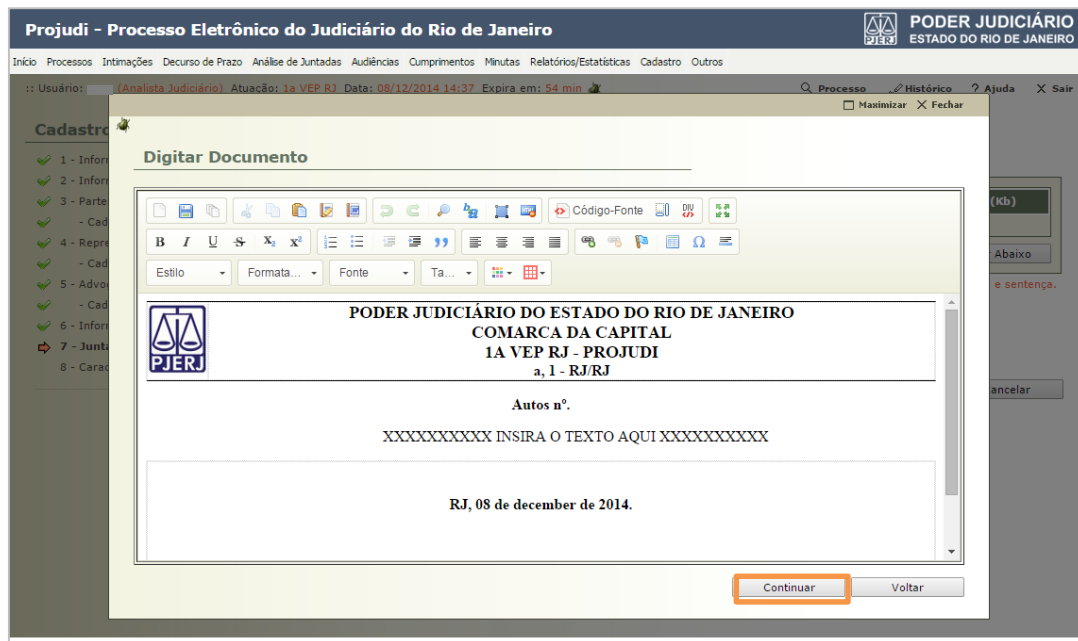 Projudi - Processo Eletrônico do Judiciário do Rio de Janeiro
PJERJ
PODER JUDICIÁRIO
ESTADO DO RIO DE JANEIRO
Início Processos Intimações Decurso de Prazo Análise de Juntadas Audiências Cumprimentos Minutas Relatórios/Estatísticas Cadastro Outros
:: Usuário: (Analista Judiciário) Atuação: 1a VEP RJ Data: 08/12/2014 14:37 Expira em: 54 min Processo Histórico ? Ajuda X Sair
Maximizar X Fechar
Cadastro
1 - Inform
2 - Inform
3 - Parte
- Cad
4 - Repre
- Cad
5 - Advo
- Cad
6 - Inform
7 - Junta
8 - Carac
(Kb)
Abaixo
e sentença.
ancelar
Digitar Documento
Código-Fonte
B I U S X₂ X²
Estilo Formata... Fonte Ta...
PJERJ
PODER JUDICIÁRIO DO ESTADO DO RIO DE JANEIRO
COMARCA DA CAPITAL
1A VEP RJ - PROJUDI
a, 1 - RJ/RJ
Autos nº.
XXXXXXXXXX INSIRA O TEXTO AQUI XXXXXXXXXX
RJ, 08 de december de 2014.
Continuar Voltar